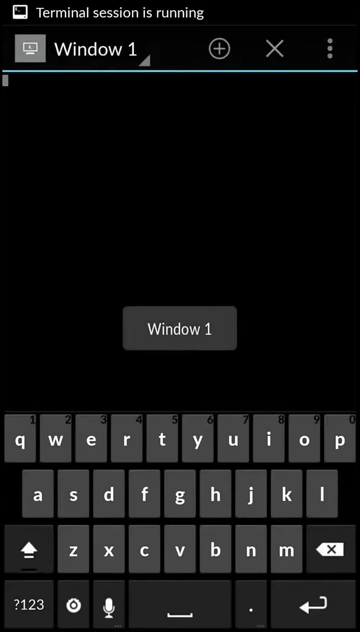 Terminal session is running
Window 1
Window 1
1 2 3 4 5 6 7 8 9 0
q w e r t y u i o p
a s d f g h j k l
z x c v b n m
?123 .